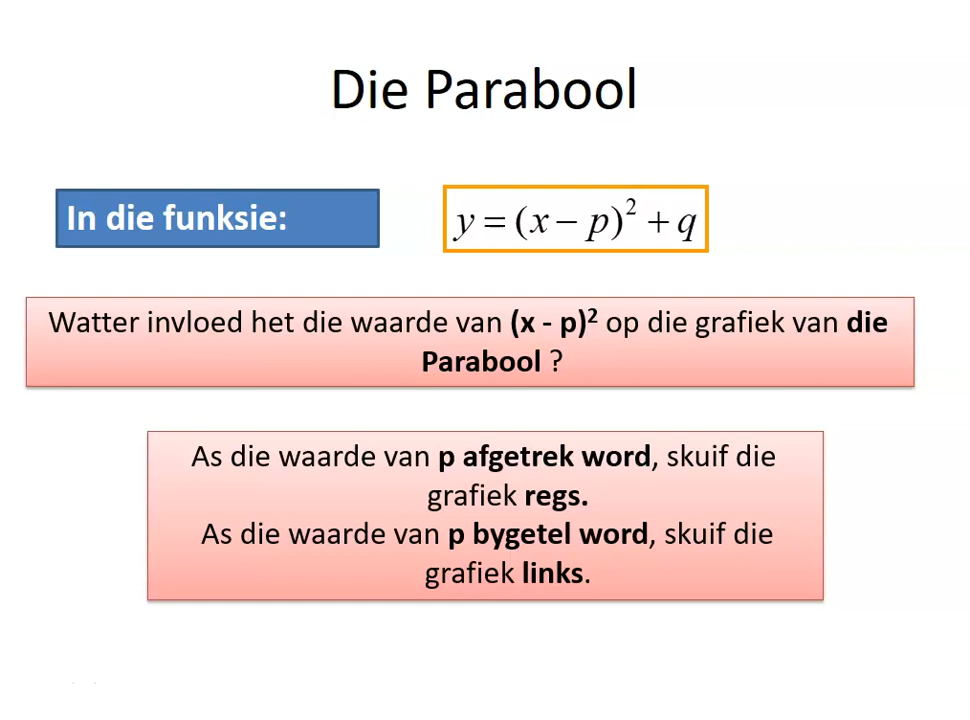 Die Parabool
In die funksie:
y = (x − p)² + q
Watter invloed het die waarde van (x - p)² op die grafiek van die
Parabool ?
As die waarde van p afgetrek word, skuif die
grafiek regs.
As die waarde van p bygetel word, skuif die
grafiek links.